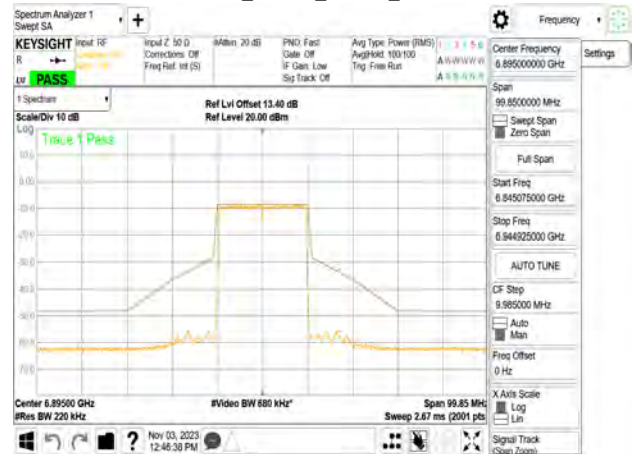 Spectrum Analyzer 1
Swept SA
Frequency
KEYSIGHT
Input: RF
Input Z: 50 Ω
#Atten: 20 dB
PNO: Fast
Avg Type: Power (RMS)
R
Corrections: Off
Gate: Off
Avg|Hold: 100/100
Freq Ref: Int (S)
IF Gain: Low
Trig: Free Run
Sig Track: Off
LM PASS
1 Spectrum
Scale/Div 10 dB
Ref Lvl Offset 13.40 dB
Ref Level 20.00 dBm
Log
Trace 1 Pass
Center 6.89500 GHz
#Video BW 680 kHz*
Span 99.85 MHz
#Res BW 220 kHz
Sweep 2.67 ms (2001 pts
Nov 03, 2023
12:46:38 PM
Center Frequency
6.895000000 GHz
Settings
Span
99.8500000 MHz
Swept Span
Zero Span
Full Span
Start Freq
6.845075000 GHz
Stop Freq
6.944925000 GHz
AUTO TUNE
CF Step
9.985000 MHz
Auto
Man
Freq Offset
0 Hz
X Axis Scale
Log
Lin
Signal Track
(Span Zoom)